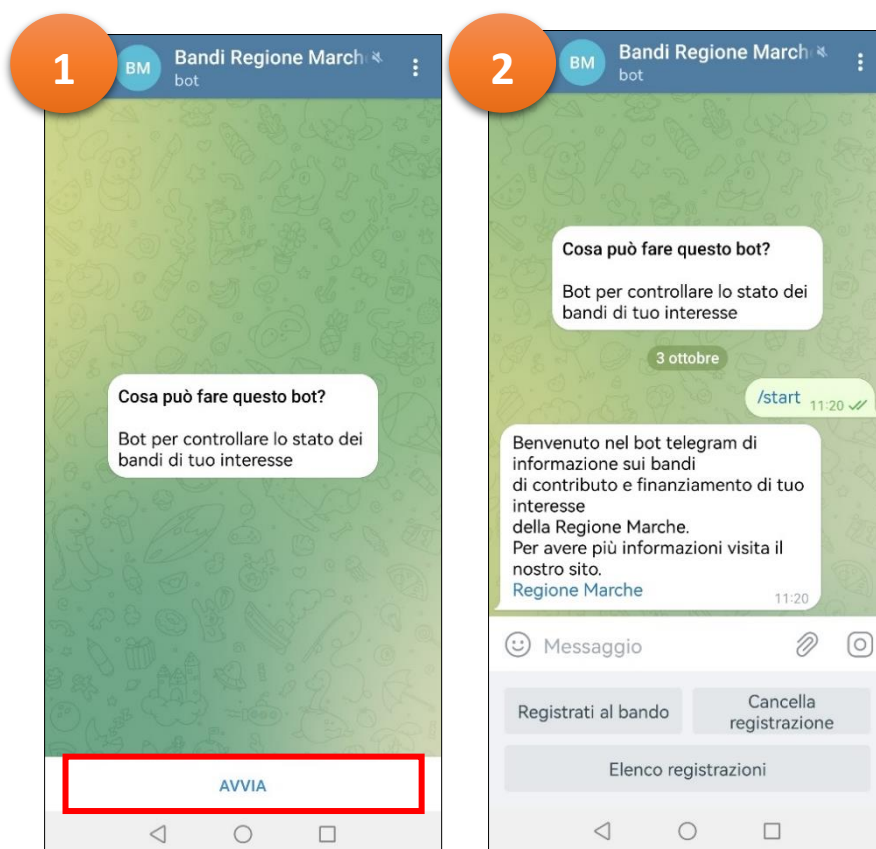 1
BM
Bandi Regione March
bot
Cosa può fare questo bot?
Bot per controllare lo stato dei
bandi di tuo interesse
AVVIA
2
BM
Bandi Regione March
bot
Cosa può fare questo bot?
Bot per controllare lo stato dei
bandi di tuo interesse
3 ottobre
/start 11:20
Benvenuto nel bot telegram di
informazione sui bandi
di contributo e finanziamento di tuo
interesse
della Regione Marche.
Per avere più informazioni visita il
nostro sito.
Regione Marche
11:20
Messaggio
Registrati al bando
Cancella
registrazione
Elenco registrazioni